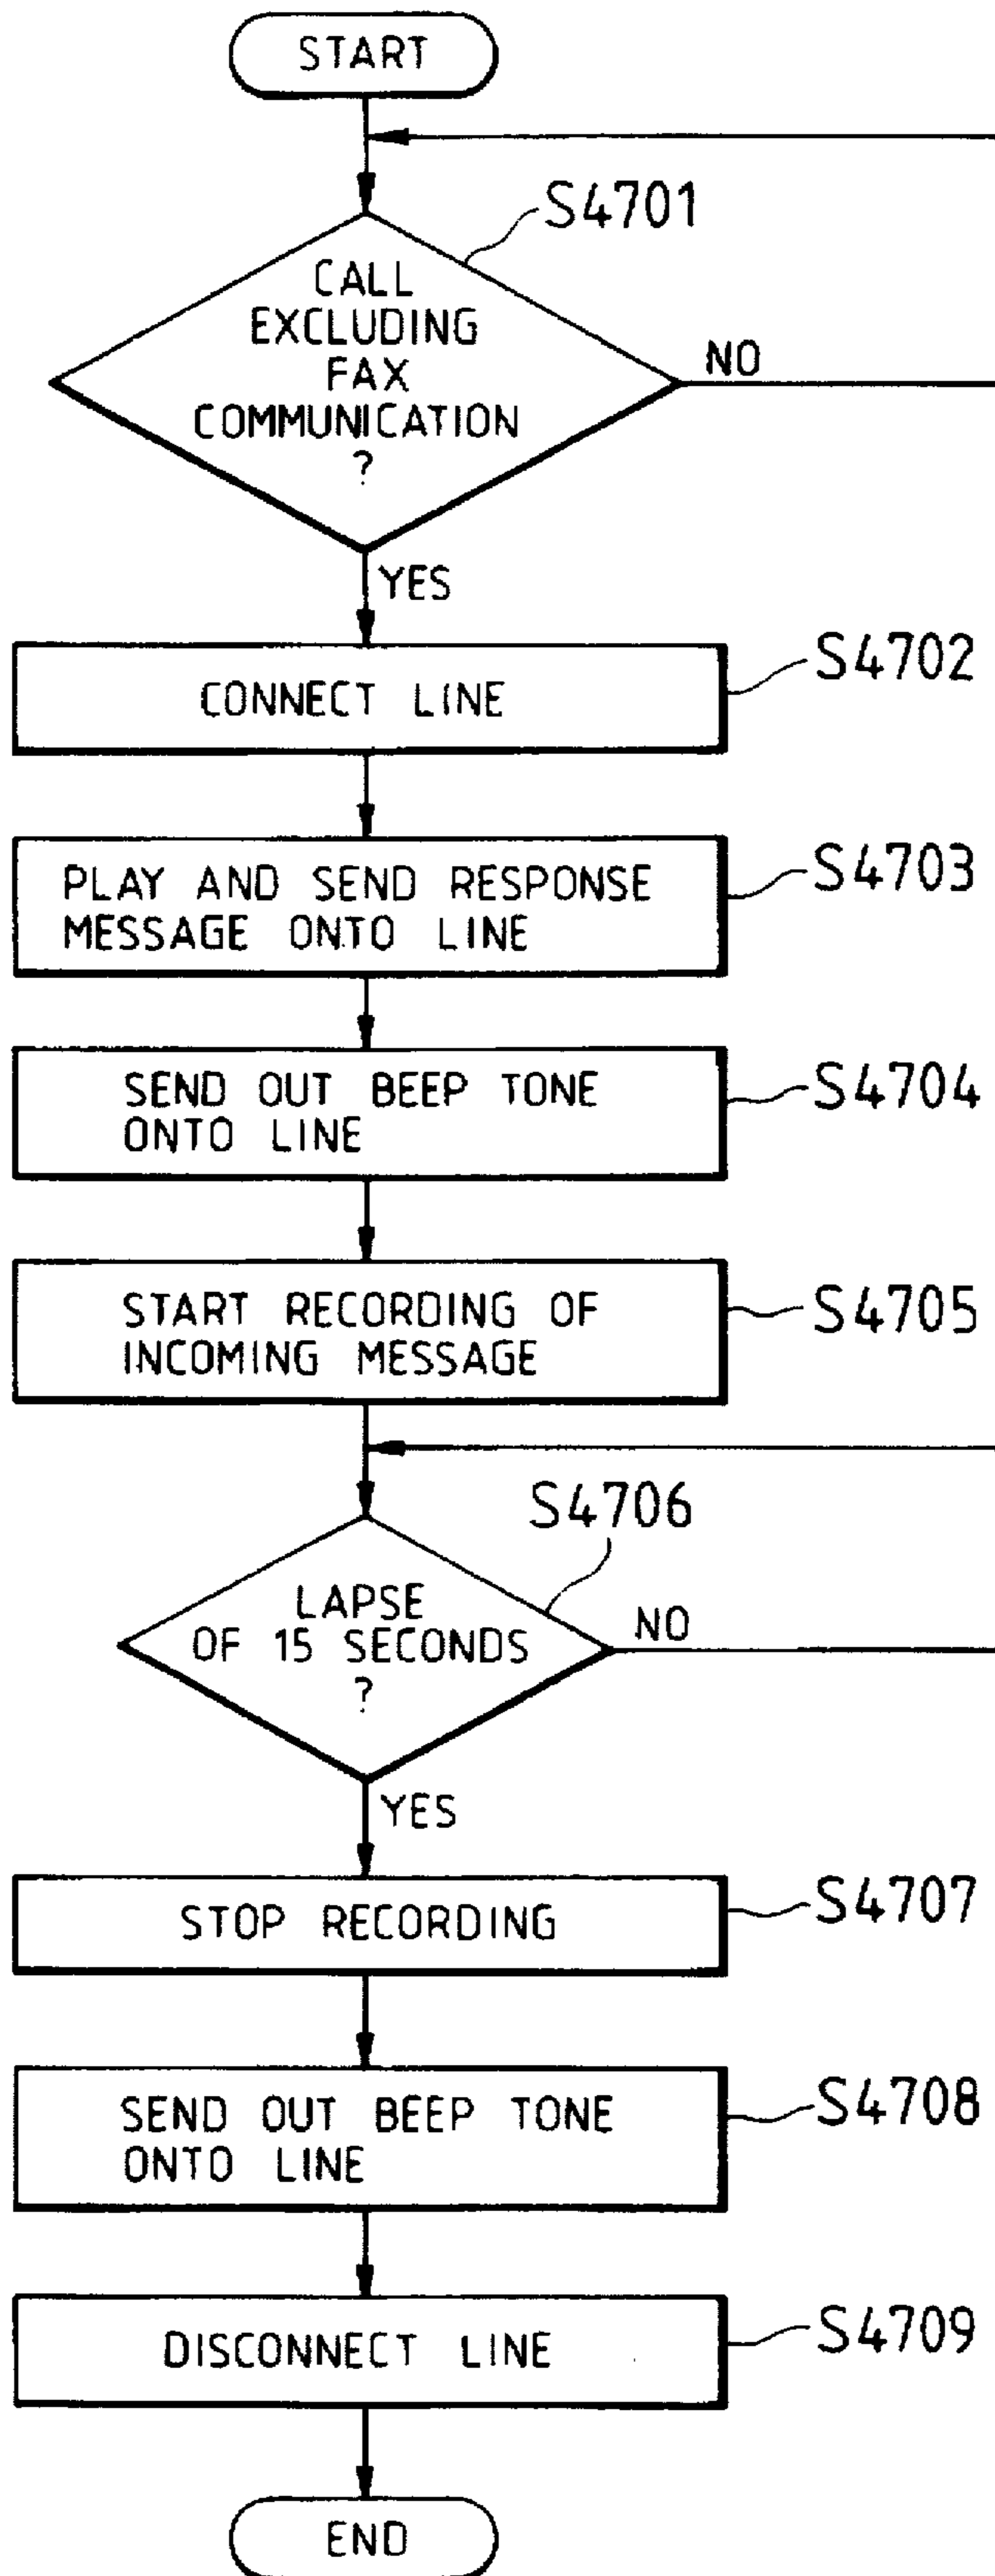 START
S4701
CALL
EXCLUDING
FAX
COMMUNICATION
?
NO
YES
CONNECT LINE
S4702
PLAY AND SEND RESPONSE
MESSAGE ONTO LINE
S4703
SEND OUT BEEP TONE
ONTO LINE
S4704
START RECORDING OF
INCOMING MESSAGE
S4705
S4706
LAPSE
OF 15 SECONDS
?
NO
YES
STOP RECORDING
S4707
SEND OUT BEEP TONE
ONTO LINE
S4708
DISCONNECT LINE
S4709
END